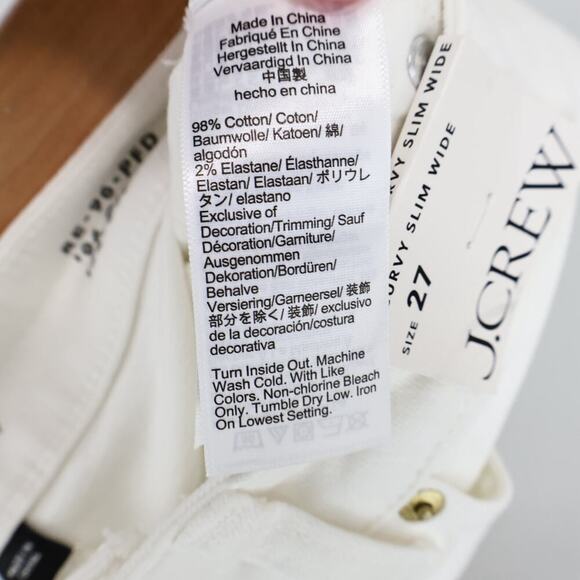 Made In China
Fabriqué En Chine
Hergestellt In China
Vervaardigd In China
中国製
hecho en china
98% Cotton/ Coton/
Baumwolle/ Katoen/ 綿/
algodón
2% Elastane/ Élasthanne/
Elastan/ Elastaan/ ポリウレ
タン/ elastano
Exclusive of
Decoration/Trimming/ Sauf
Décoration/Garniture/
Ausgenommen
Dekoration/Bordüren/
Behalve
Versiering/Garneersel/ 装飾
部分を除く/ 装飾/ exclusivo
de la decoración/costura
decorativa
Turn Inside Out. Machine
Wash Cold. With Like
Colors. Non-chlorine Bleach
Only. Tumble Dry Low. Iron
On Lowest Setting.
VY SLIM WIDE
CURVY SLIM WIDE
SIZE 27
J.CREW